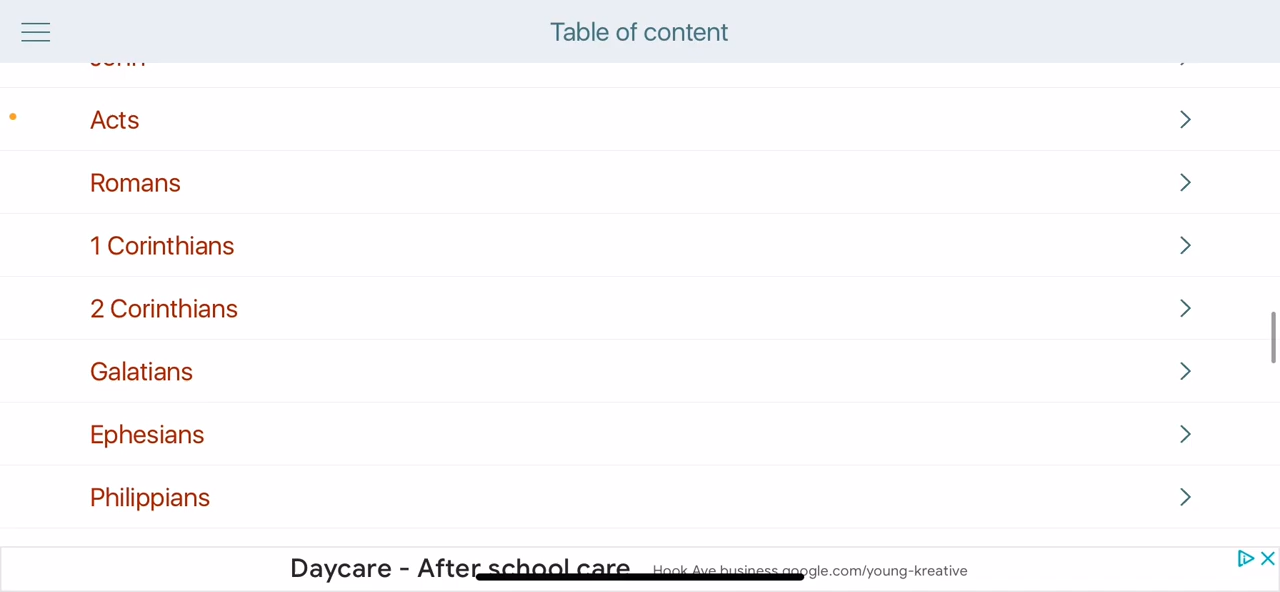 Table of content
John
Acts
Romans
1 Corinthians
2 Corinthians
Galatians
Ephesians
Philippians
Daycare - After school care Hook Ave business.google.com/young-kreative